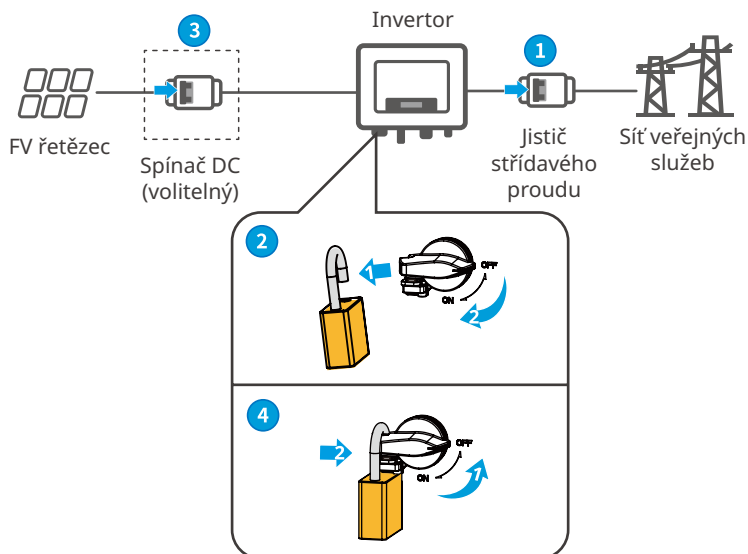 Invertor
3
1
FV řetězec
Spínač DC
(volitelný)
Jistič
střídavého
proudu
Síť veřejných
služeb
2
1
OFF
ON
2
4
2
OFF
ON
1